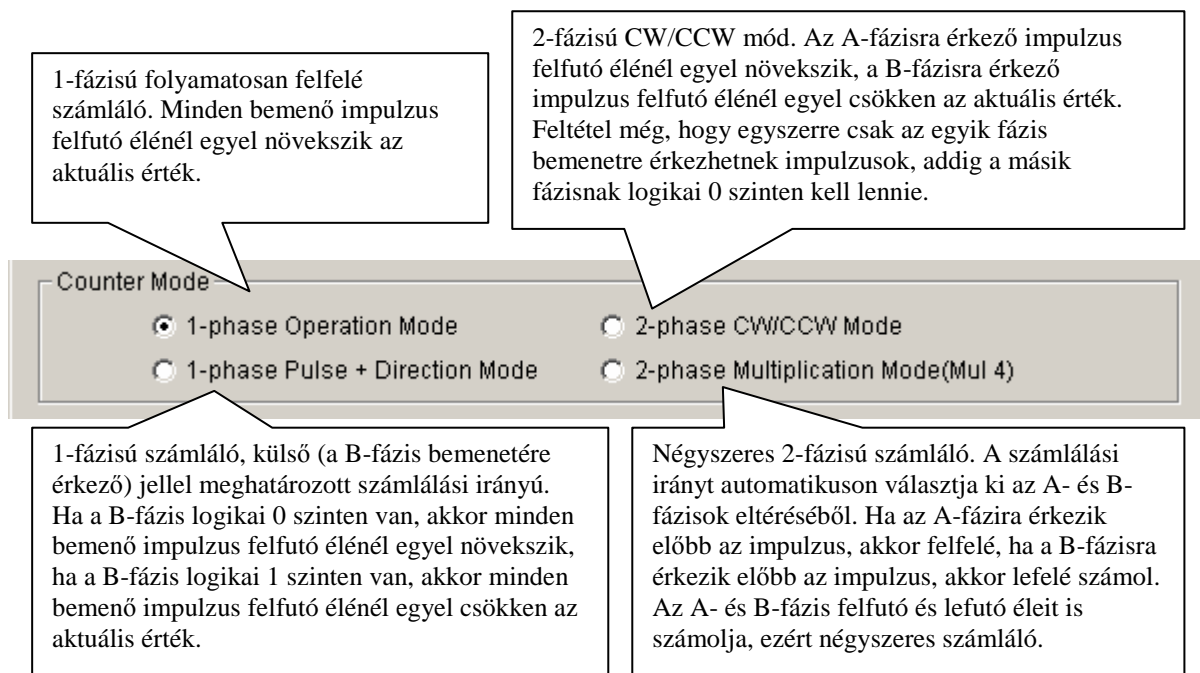 1-fázisú folyamatosan felfelé
számláló. Minden bemenő impulzus
felfutó élénél egyel növekszik az
aktuális érték.
2-fázisú CW/CCW mód. Az A-fázisra érkező impulzus
felfutó élénél egyel növekszik, a B-fázisra érkező
impulzus felfutó élénél egyel csökken az aktuális érték.
Feltétel még, hogy egyszerre csak az egyik fázis
bemenetre érkezhetnek impulzusok, addig a másik
fázisnak logikai 0 szinten kell lennie.
Counter Mode
1-phase Operation Mode
2-phase CW/CCW Mode
1-phase Pulse + Direction Mode
2-phase Multiplication Mode(Mul 4)
1-fázisú számláló, külső (a B-fázis bemenetére
érkező) jellel meghatározott számlálási irányú.
Ha a B-fázis logikai 0 szinten van, akkor minden
bemenő impulzus felfutó élénél egyel növekszik,
ha a B-fázis logikai 1 szinten van, akkor minden
bemenő impulzus felfutó élénél egyel csökken az
aktuális érték.
Négyszeres 2-fázisú számláló. A számlálási
irányt automatikuson választja ki az A- és B-
fázisok eltéréséből. Ha az A-fázira érkezik
előbb az impulzus, akkor felfelé, ha a B-fázisra
érkezik előbb az impulzus, akkor lefelé számol.
Az A- és B-fázis felfutó és lefutó éleit is
számolja, ezért négyszeres számláló.